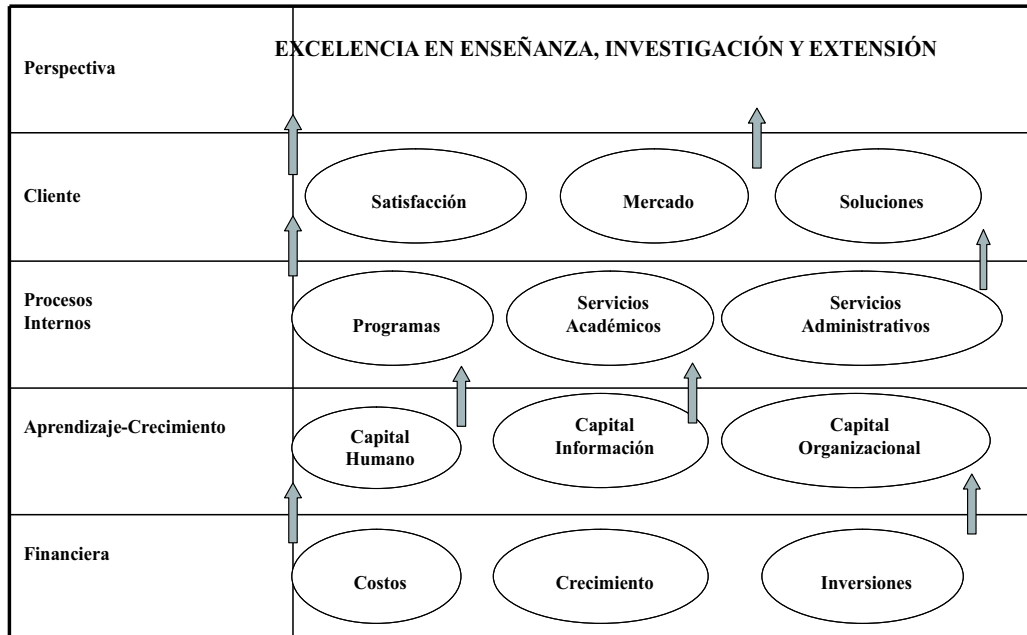 EXCELENCIA EN ENSEÑANZA, INVESTIGACIÓN Y EXTENSIÓN
Perspectiva
Cliente
Satisfacción
Mercado
Soluciones
Procesos
Internos
Programas
Servicios
Académicos
Servicios
Administrativos
Aprendizaje-Crecimiento
Capital
Humano
Capital
Información
Capital
Organizacional
Financiera
Costos
Crecimiento
Inversiones